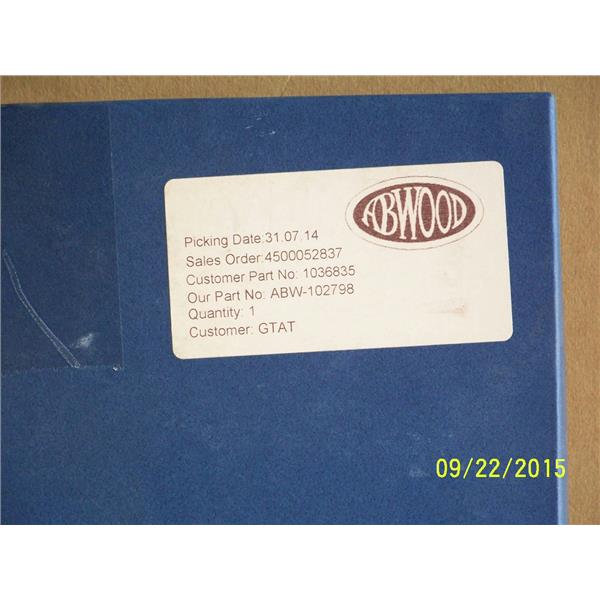 ABWOOD
Picking Date:31.07.14
Sales Order:4500052837
Customer Part No: 1036835
Our Part No: ABW-102798
Quantity: 1
Customer: GTAT
09/22/2015